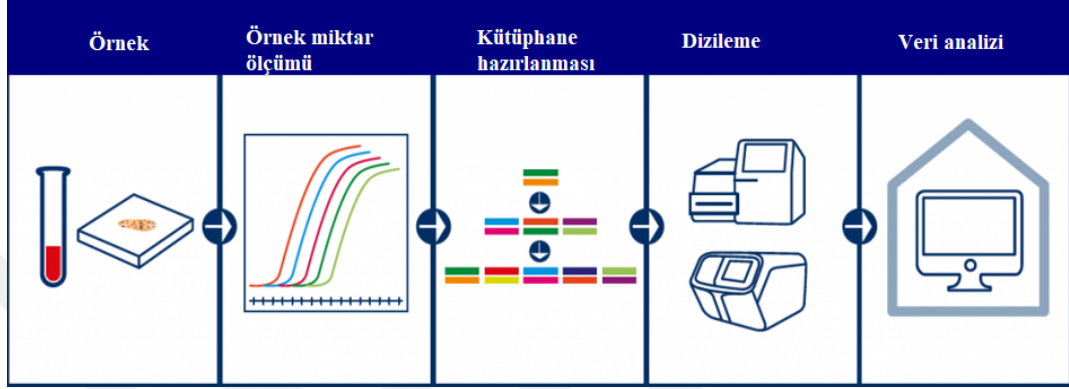 Örnek
Örnek miktar
ölçümü
Kütüphane
hazırlanması
Dizileme
Veri analizi